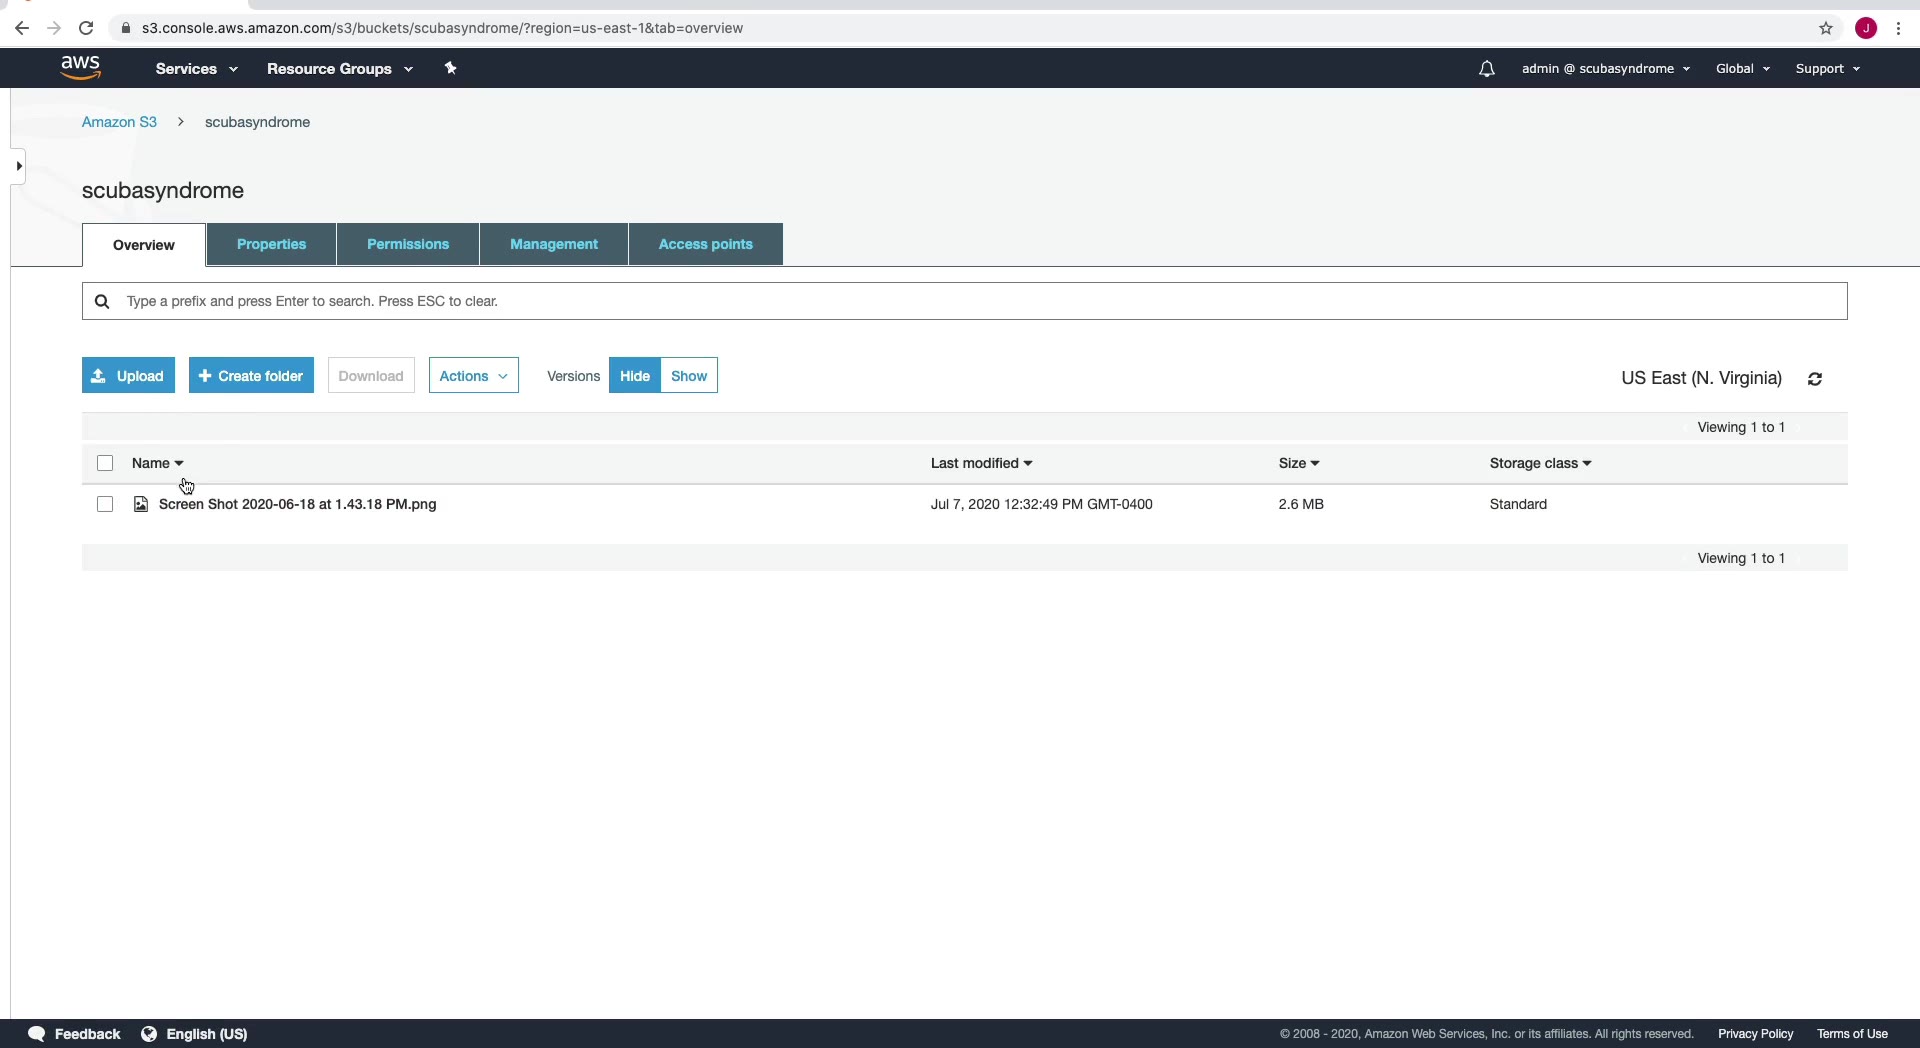 s3.console.aws.amazon.com/s3/buckets/scubasyndrome/?region=us-east-1&tab=overview
J
aws Services Resource Groups admin @ scubasyndrome Global Support
Amazon S3 > scubasyndrome
scubasyndrome
Overview Properties Permissions Management Access points
Type a prefix and press Enter to search. Press ESC to clear.
Upload + Create folder Download Actions Versions Hide Show US East (N. Virginia)
Viewing 1 to 1
Name Last modified Size Storage class
Screen Shot 2020-06-18 at 1.43.18 PM.png Jul 7, 2020 12:32:49 PM GMT-0400 2.6 MB Standard
Viewing 1 to 1
Feedback English (US) © 2008 - 2020, Amazon Web Services, Inc. or its affiliates. All rights reserved. Privacy Policy Terms of Use